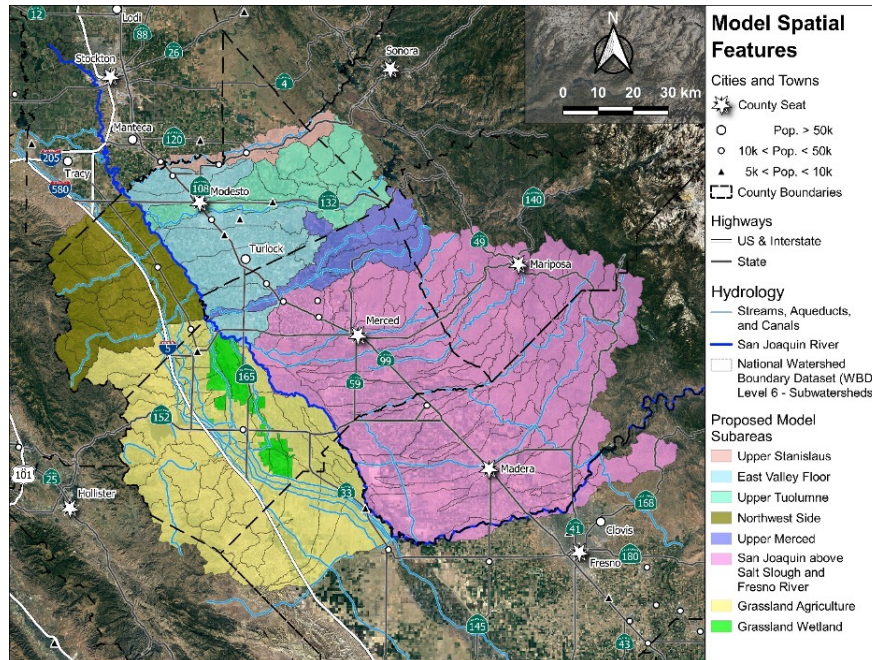 12
Lodi
88
26
Stockton
4
Sonora
N
0 10 20 30 km
Manteca
120
205
Tracy
580
108
Modesto
132
140
Turlock
49
Mariposa
Merced
5
99
165
59
152
101
25
Hollister
Madera
33
168
41
Clovis
Fresno
180
145
43
Model Spatial
Features
Cities and Towns
County Seat
Pop. > 50k
10k < Pop. < 50k
5k < Pop. < 10k
County Boundaries
Highways
US & Interstate
State
Hydrology
Streams, Aqueducts,
and Canals
San Joaquin River
National Watershed
Boundary Dataset (WBD
Level 6 - Subwatersheds
Proposed Model
Subareas
Upper Stanislaus
East Valley Floor
Upper Tuolumne
Northwest Side
Upper Merced
San Joaquin above
Salt Slough and
Fresno River
Grassland Agriculture
Grassland Wetland